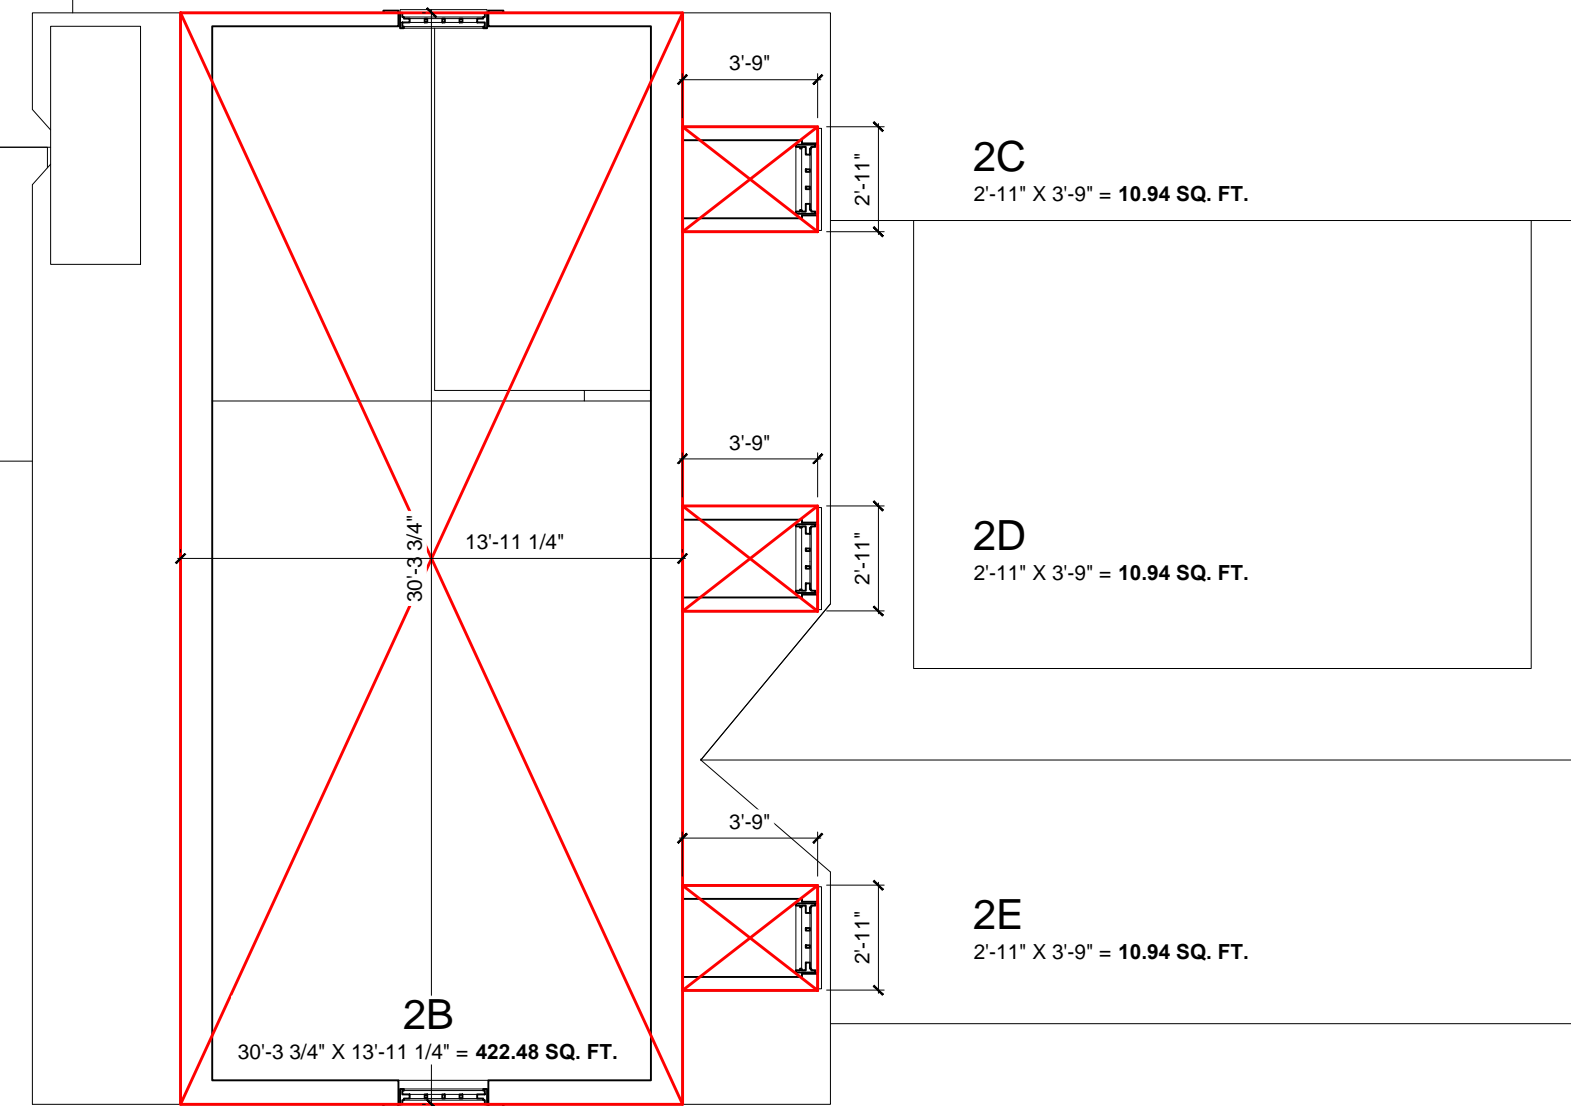 3'-9"
2'-11"
2C
2'-11" X 3'-9" = 10.94 SQ. FT.
3'-9"
13'-11 1/4"
30'-3 3/4"
2'-11"
2D
2'-11" X 3'-9" = 10.94 SQ. FT.
3'-9"
2'-11"
2E
2'-11" X 3'-9" = 10.94 SQ. FT.
2B
30'-3 3/4" X 13'-11 1/4" = 422.48 SQ. FT.